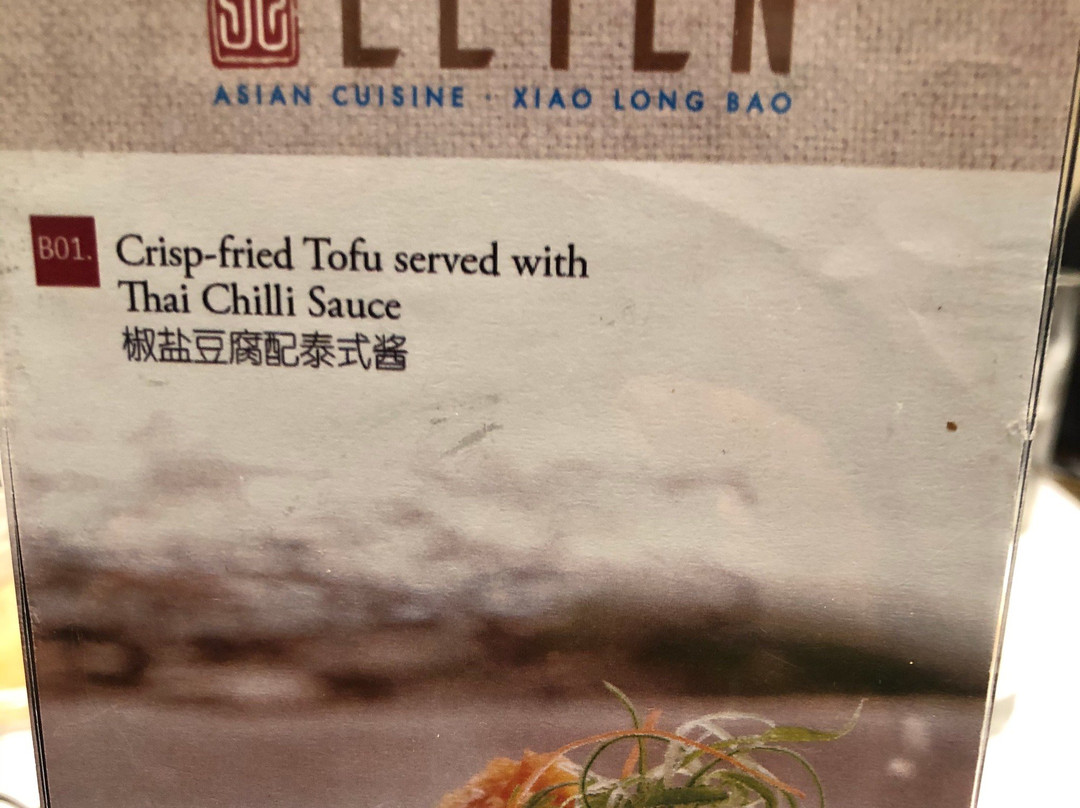 ASIAN CUISINE · XIAO LONG BAO
B01.
Crisp-fried Tofu served with
Thai Chilli Sauce
椒盐豆腐配泰式酱